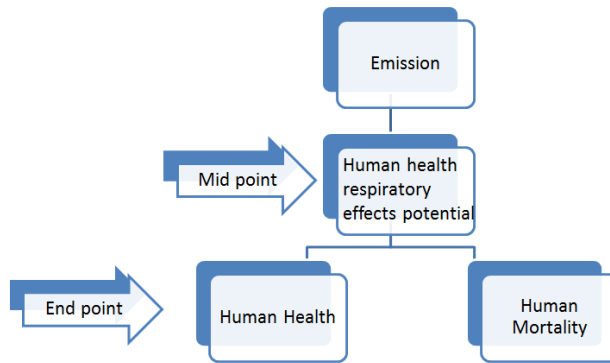 Emission
Mid point
Human health
respiratory
effects potential
End point
Human Health
Human
Mortality